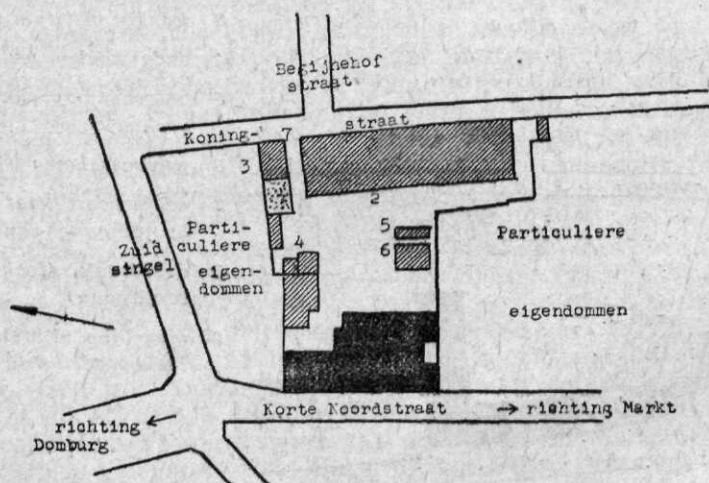 Begijnehof
straat
Koning-
straat
7
3
2
Parti-
culiere
eigen-
dommen
4
5
6
Particuliere
eigendommen
Zuid
singel
Korte Noordstraat
richting Markt
richting
Domburg